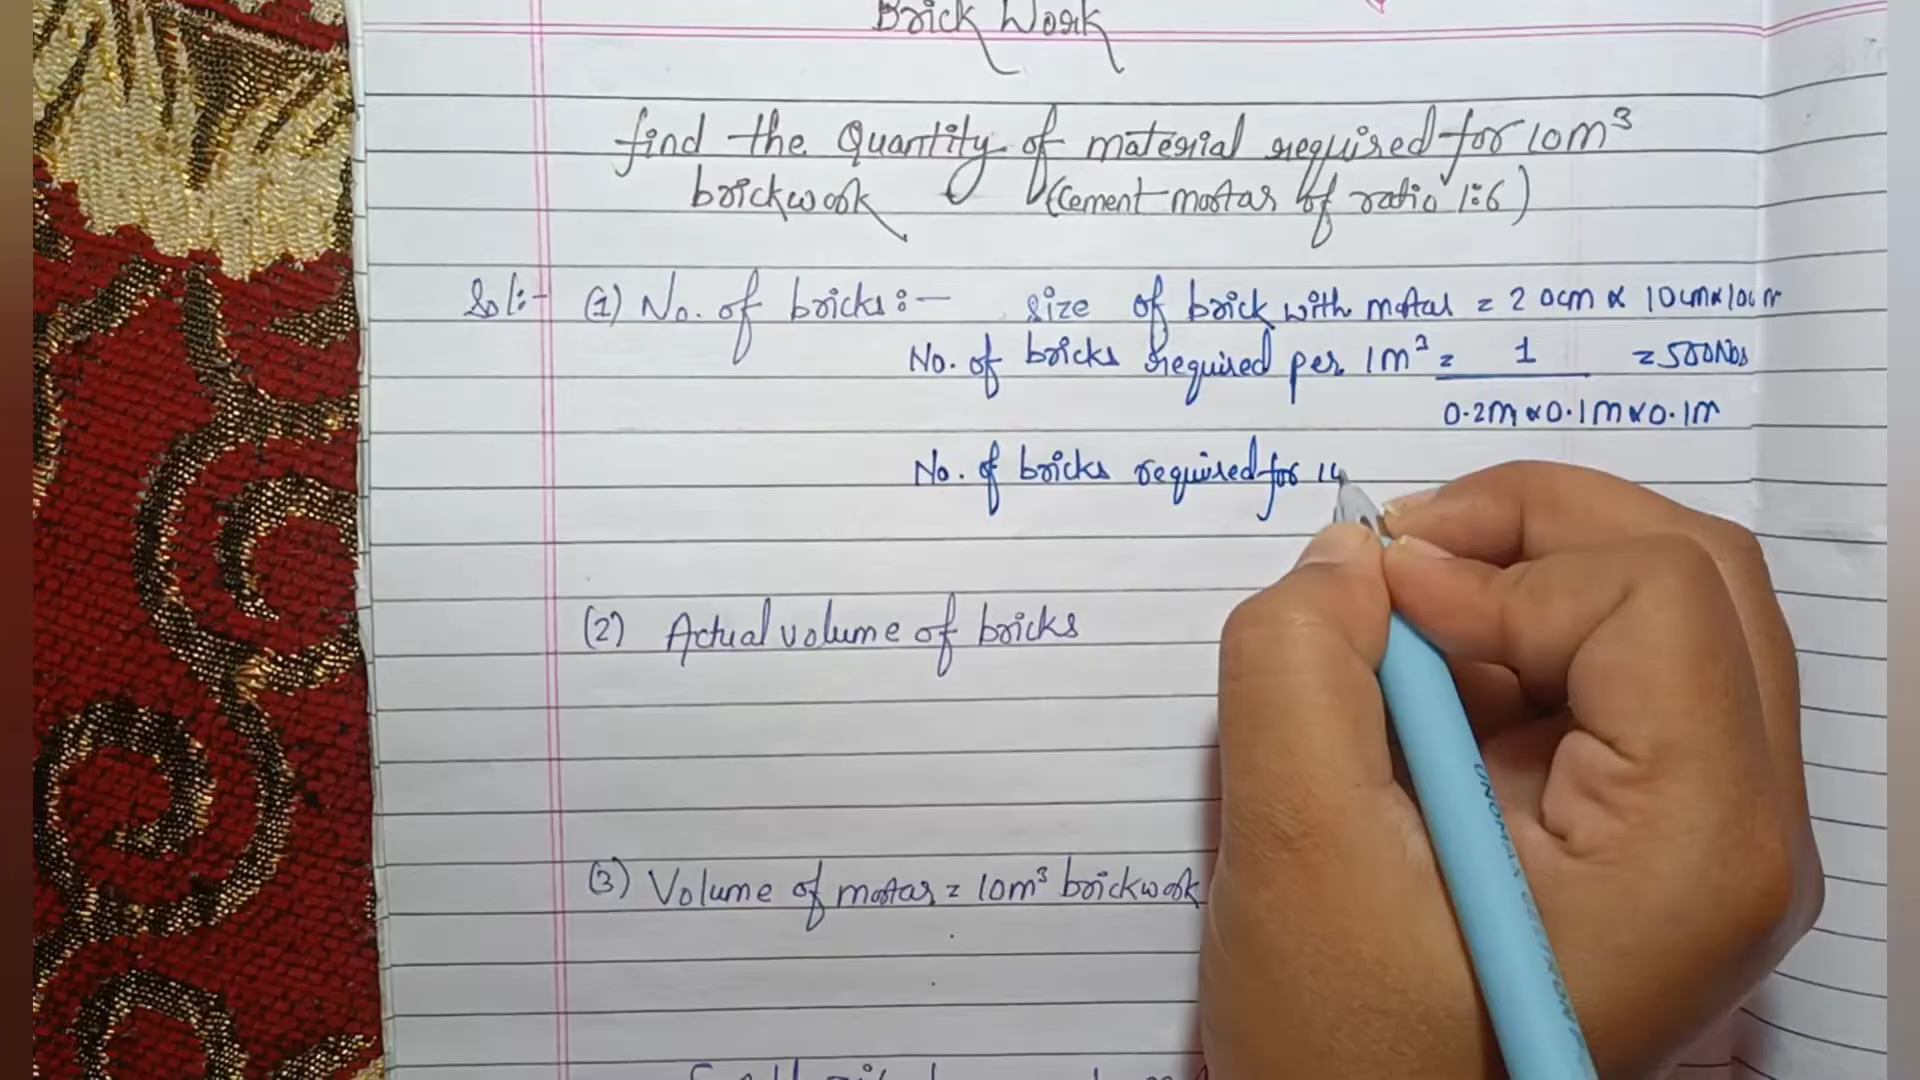 Brick Work
find the Quantity of material required for 10m³
brickwork (Cement mortar of ratio 1:6)
Sol:- (1) No. of bricks:- Size of brick with mortar = 20cm x 10cm x 10cm
No. of bricks required per 1m³ = 1 = 500Nos
0.2m x 0.1m x 0.1m
No. of bricks required for 10
(2) Actual volume of bricks
(3) Volume of mortar = 10m³ brickwork
UNOMAX